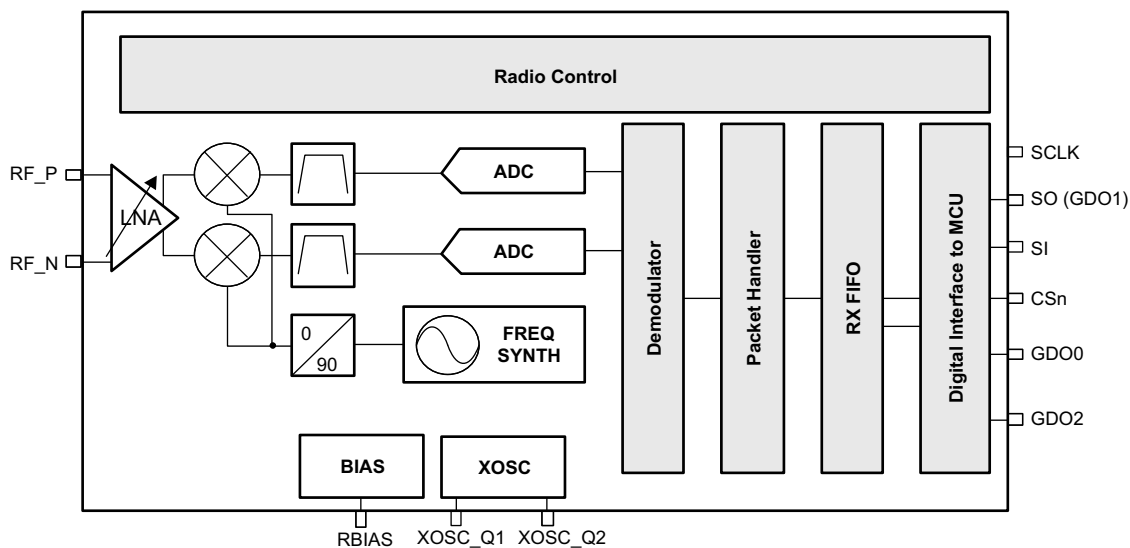 Radio Control
RF_P
LNA
RF_N
ADC
ADC
0
90
FREQ
SYNTH
Demodulator
Packet Handler
RX FIFO
Digital Interface to MCU
SCLK
SO (GDO1)
SI
CSn
GDO0
GDO2
BIAS
XOSC
RBIAS
XOSC_Q1
XOSC_Q2